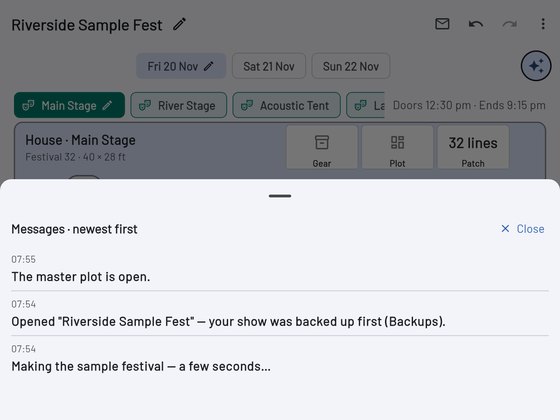 Riverside Sample Fest
Fri 20 Nov
Sat 21 Nov
Sun 22 Nov
Main Stage
River Stage
Acoustic Tent
La
Doors 12:30 pm · Ends 9:15 pm
House · Main Stage
Festival 32 · 40 × 28 ft
Gear
Plot
32 lines
Patch
Messages · newest first
× Close
07:55
The master plot is open.
07:54
Opened "Riverside Sample Fest" — your show was backed up first (Backups).
07:54
Making the sample festival — a few seconds...